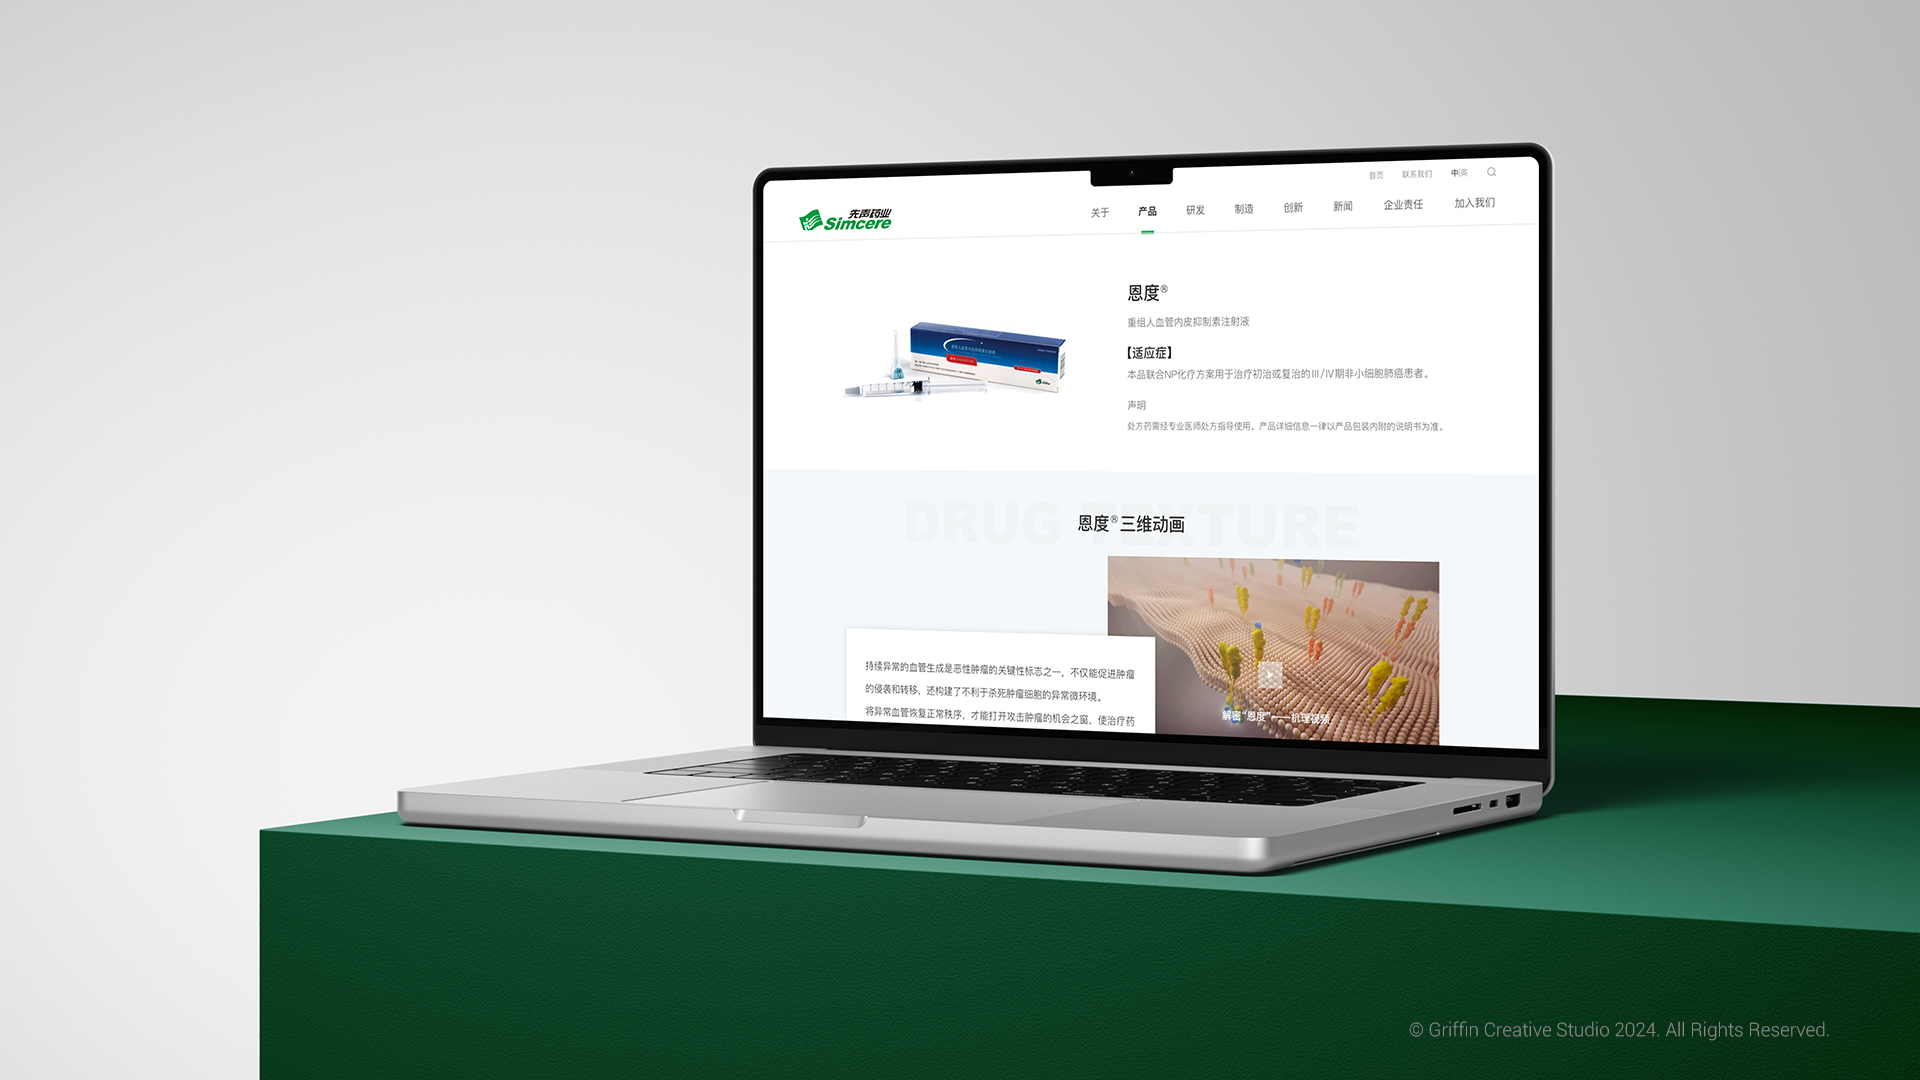 首页 联系我们 中|英
先声药业
Simcere
关于 产品 研发 制造 创新 新闻 企业责任 加入我们
恩度®
重组人血管内皮抑制素注射液
【适应症】
本品联合NP化疗方案用于治疗初治或复治的Ⅲ/Ⅳ期非小细胞肺癌患者。
声明
处方药需经专业医师处方指导使用。产品详细信息一律以产品包装内附的说明书为准。
DRUG TEXTURE
恩度®三维动画
持续异常的血管生成是恶性肿瘤的关键性标志之一，不仅能促进肿瘤
的侵袭和转移，还构建了不利于杀死肿瘤细胞的异常微环境。
将异常血管恢复正常秩序，才能打开攻击肿瘤的机会之窗，使治疗药
解密“恩度”——机理视频
© Griffin Creative Studio 2024. All Rights Reserved.